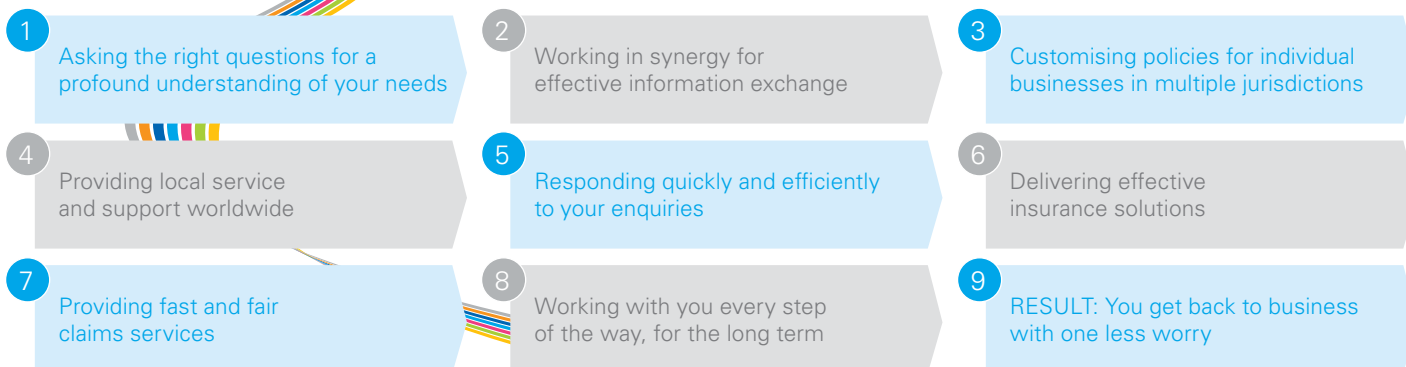 1
Asking the right questions for a
profound understanding of your needs
2
Working in synergy for
effective information exchange
3
Customising policies for individual
businesses in multiple jurisdictions
4
Providing local service
and support worldwide
5
Responding quickly and efficiently
to your enquiries
6
Delivering effective
insurance solutions
7
Providing fast and fair
claims services
8
Working with you every step
of the way, for the long term
9
RESULT: You get back to business
with one less worry